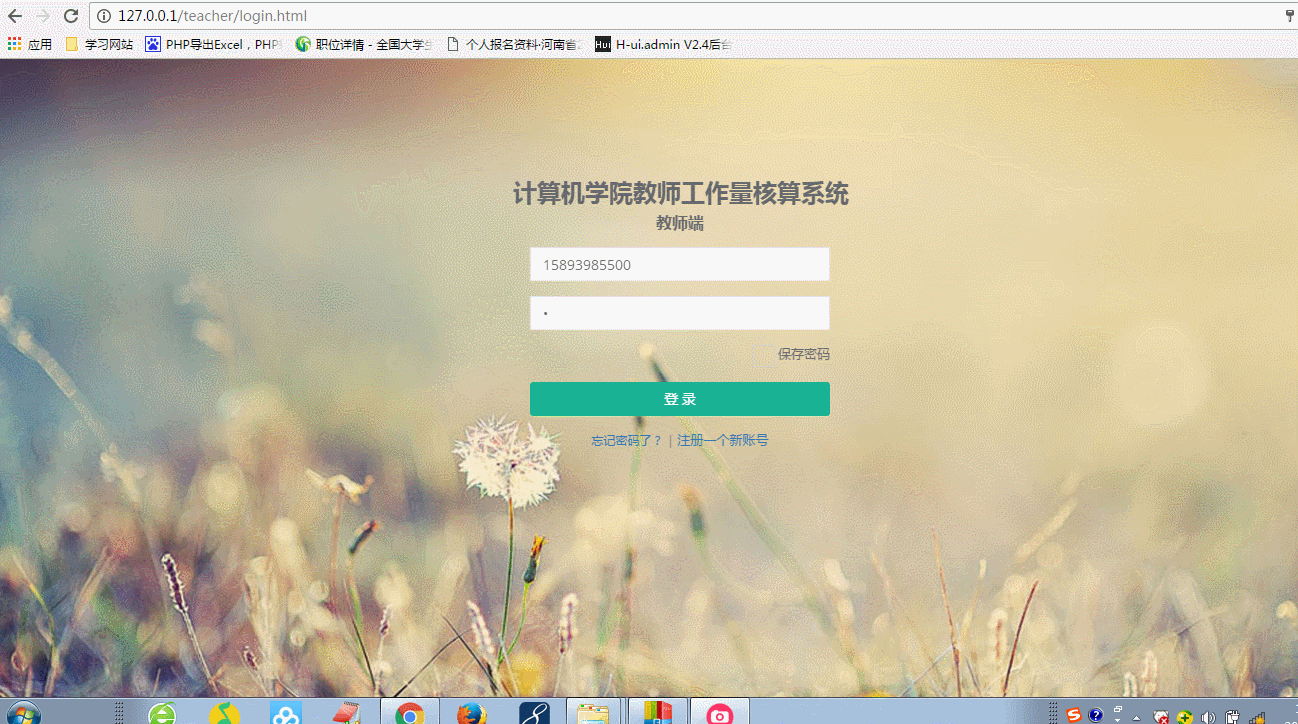 127.0.0.1/teacher/login.html
应用 学习网站 PHP导出Excel，PHP 职位详情 - 全国大学生 个人报名资料·河南省 Hui H-ui.admin V2.4后台
计算机学院教师工作量核算系统
教师端
15893985500
•
保存密码
登 录
忘记密码了？ | 注册一个新账号